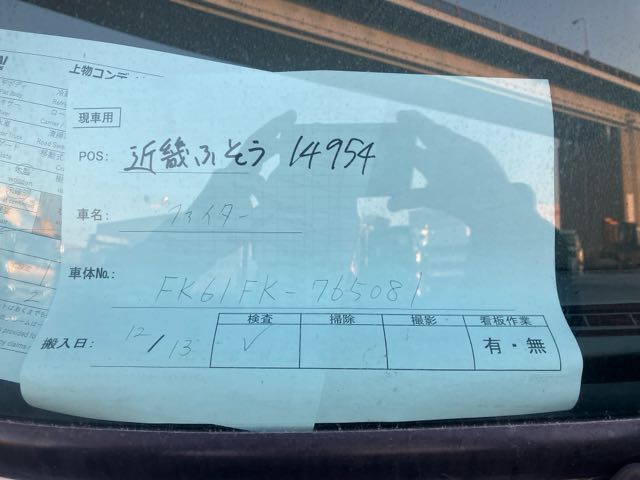 上物コンデ
現車用
POS: 近畿ふそう 14954
車名: ファイター
車体No.: FK61FK-765081
検査 掃除 撮影 看板作業
搬入日: 12/13 ✓ 有・無